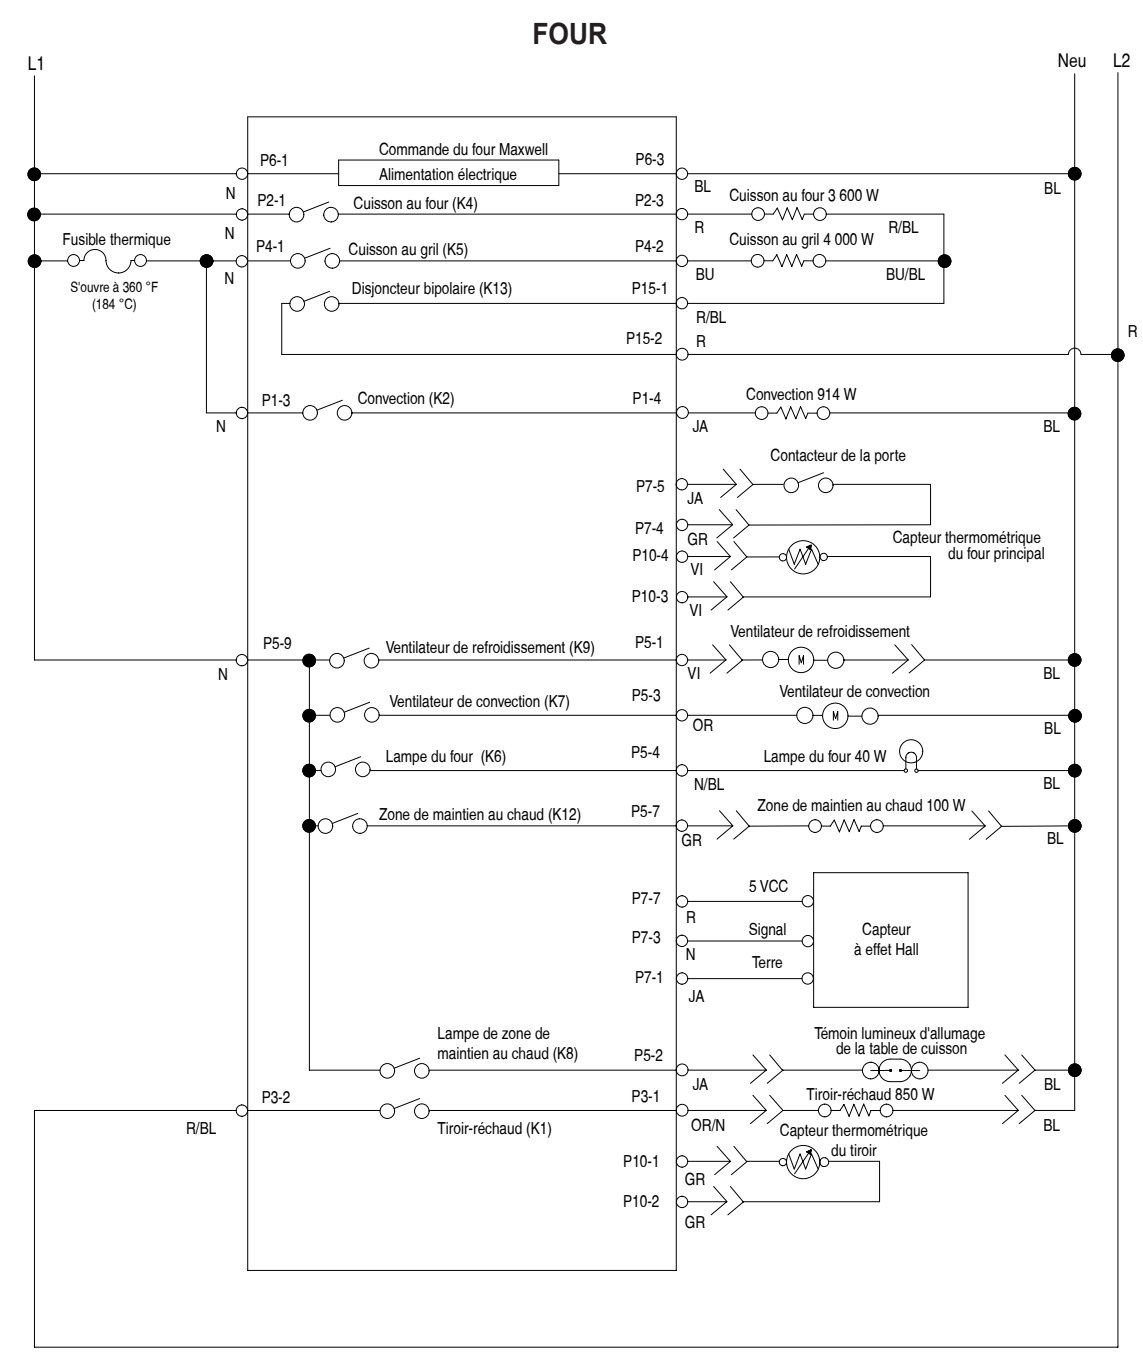 FOUR
L1
Neu
L2
P6-1
Commande du four Maxwell
Alimentation électrique
P6-3
N
BL
BL
P2-1
Cuisson au four (K4)
P2-3
Cuisson au four 3 600 W
N
R
R/BL
Fusible thermique
P4-1
Cuisson au gril (K5)
P4-2
Cuisson au gril 4 000 W
N
BU
BU/BL
S'ouvre à 360 °F
(184 °C)
Disjoncteur bipolaire (K13)
P15-1
R/BL
P15-2
R
R
P1-3
Convection (K2)
P1-4
Convection 914 W
N
JA
BL
Contacteur de la porte
P7-5
JA
P7-4
GR
Capteur thermométrique
du four principal
P10-4
VI
P10-3
VI
P5-9
Ventilateur de refroidissement (K9)
P5-1
Ventilateur de refroidissement
M
N
VI
BL
Ventilateur de convection (K7)
P5-3
Ventilateur de convection
M
OR
BL
Lampe du four (K6)
P5-4
Lampe du four 40 W
N/BL
BL
Zone de maintien au chaud (K12)
P5-7
Zone de maintien au chaud 100 W
GR
BL
P7-7
5 VCC
R
P7-3
Signal
N
P7-1
Terre
JA
Capteur
à effet Hall
Lampe de zone de
maintien au chaud (K8)
P5-2
Témoin lumineux d'allumage
de la table de cuisson
JA
BL
P3-2
P3-1
Tiroir-réchaud 850 W
R/BL
Tiroir-réchaud (K1)
OR/N
BL
Capteur thermométrique
du tiroir
P10-1
GR
P10-2
GR